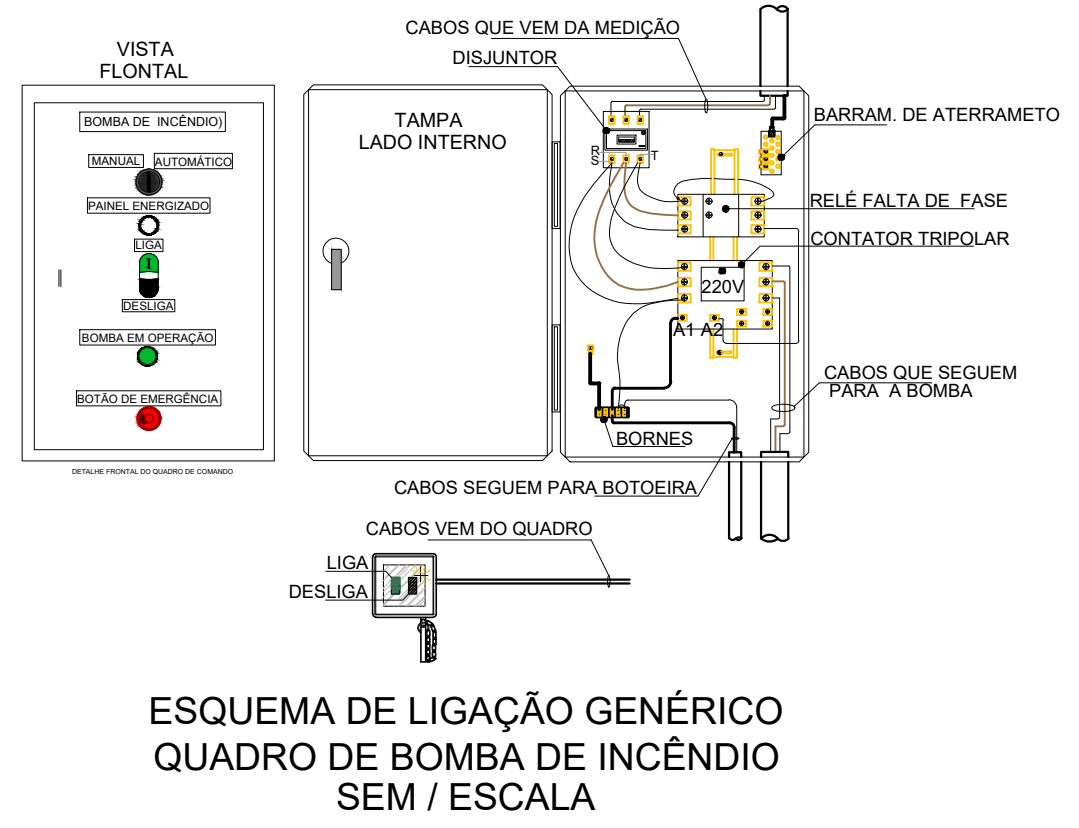 VISTA
FLONTAL
BOMBA DE INCÊNDIO)
MANUAL
AUTOMÁTICO
PAINEL ENERGIZADO
LIGA
I
DESLIGA
BOMBA EM OPERAÇÃO
BOTÃO DE EMERGÊNCIA
DETALHE FRONTAL DO QUADRO DE COMANDO
TAMPA
LADO INTERNO
CABOS QUE VEM DA MEDIÇÃO
DISJUNTOR
R
S
T
BARRAM. DE ATERRAMETO
RELÉ FALTA DE FASE
CONTATOR TRIPOLAR
220V
A1 A2
CABOS QUE SEGUEM
PARA A BOMBA
BORNES
CABOS SEGUEM PARA BOTOEIRA
CABOS VEM DO QUADRO
LIGA
DESLIGA
ESQUEMA DE LIGAÇÃO GENÉRICO
QUADRO DE BOMBA DE INCÊNDIO
SEM / ESCALA